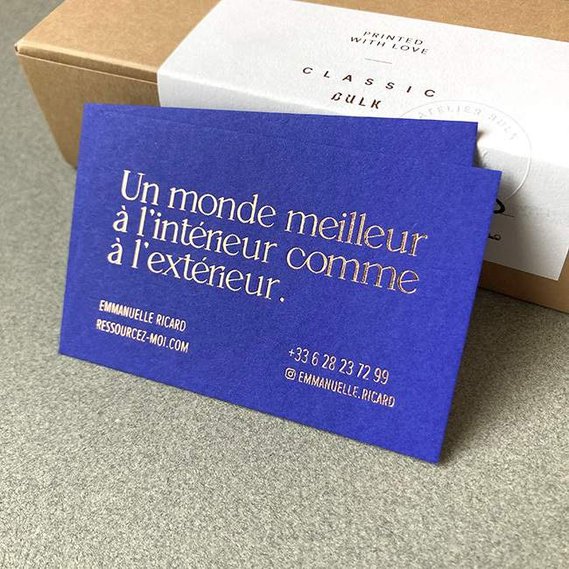 PRINTED
WITH LOVE
CLASSIC
BULK
Un monde meilleur
à l'intérieur comme
à l'extérieur.
EMMANUELLE RICARD
RESSOURCEZ-MOI.COM
+33 6 28 23 72 99
EMMANUELLE.RICARD